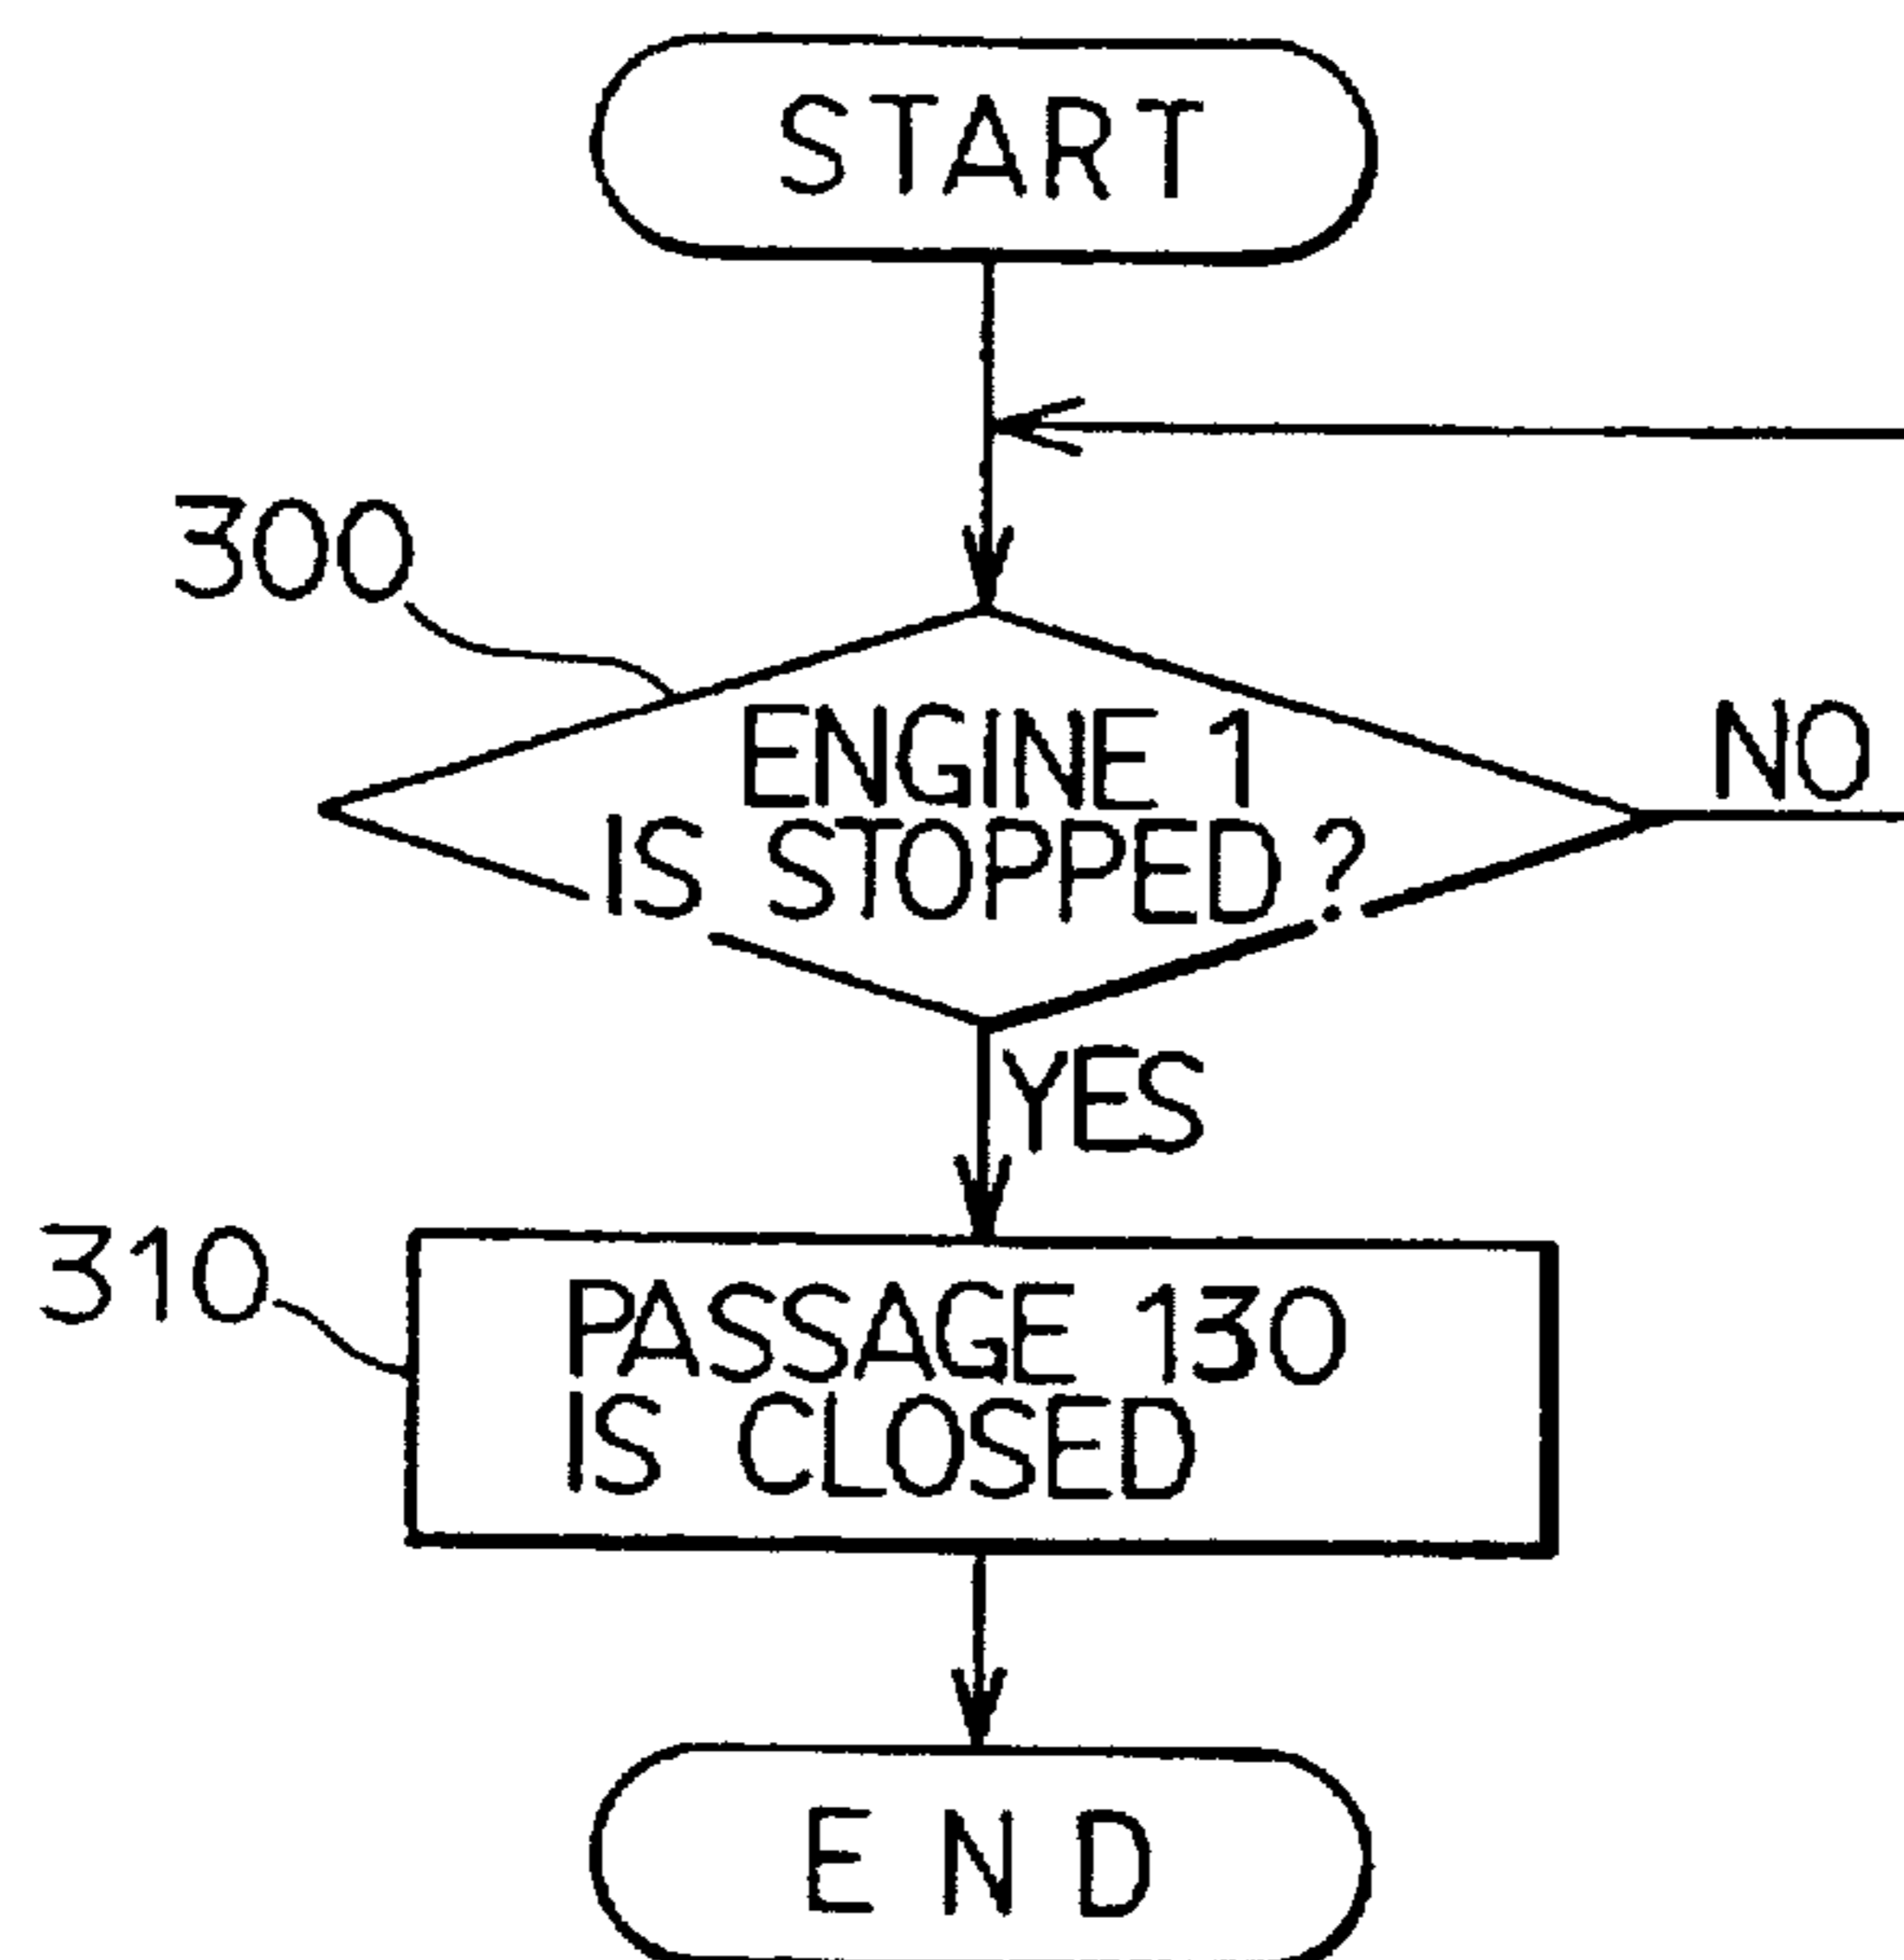 START
300
ENGINE 1
IS STOPPED?
NO
YES
310
PASSAGE 130
IS CLOSED
END